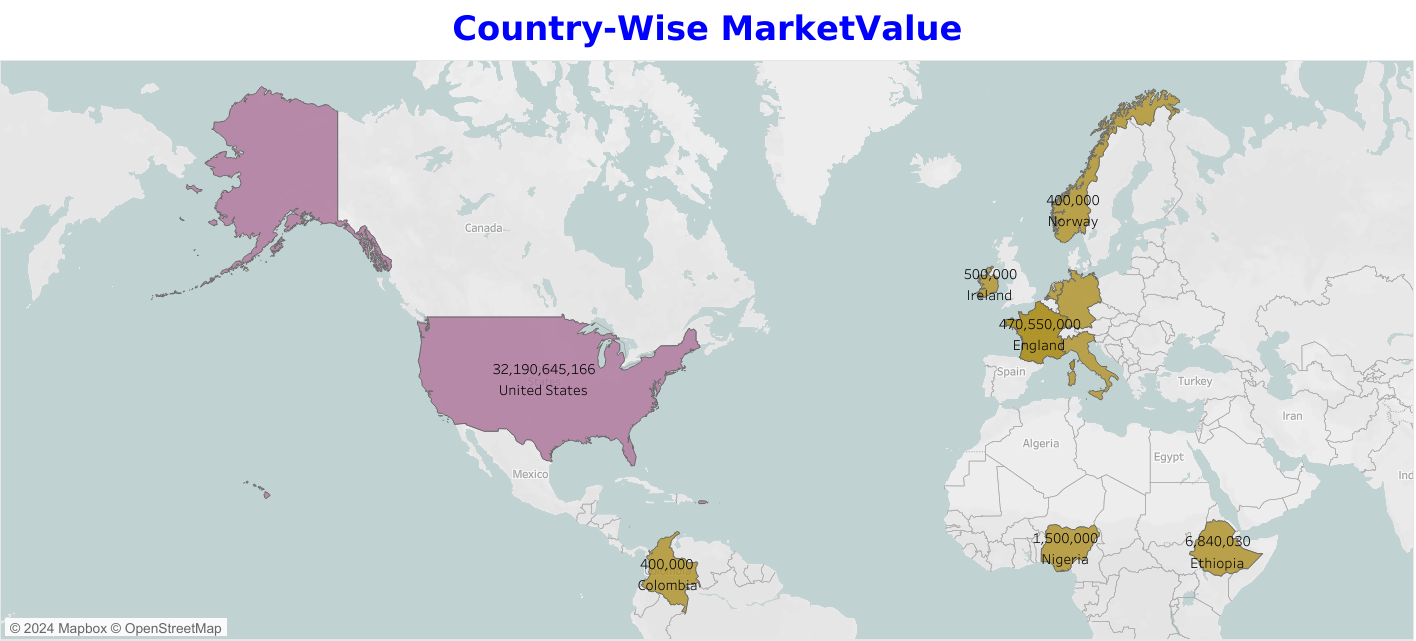 Country-Wise MarketValue
400,000
Norway
Canada
500,000
Ireland
470,550,000
England
32,190,645,166
United States
Spain
Turkey
Iran
Algeria
Egypt
Mexico
Ind
1,500,000
Nigeria
6,840,030
Ethiopia
400,000
Colombia
© 2024 Mapbox © OpenStreetMap